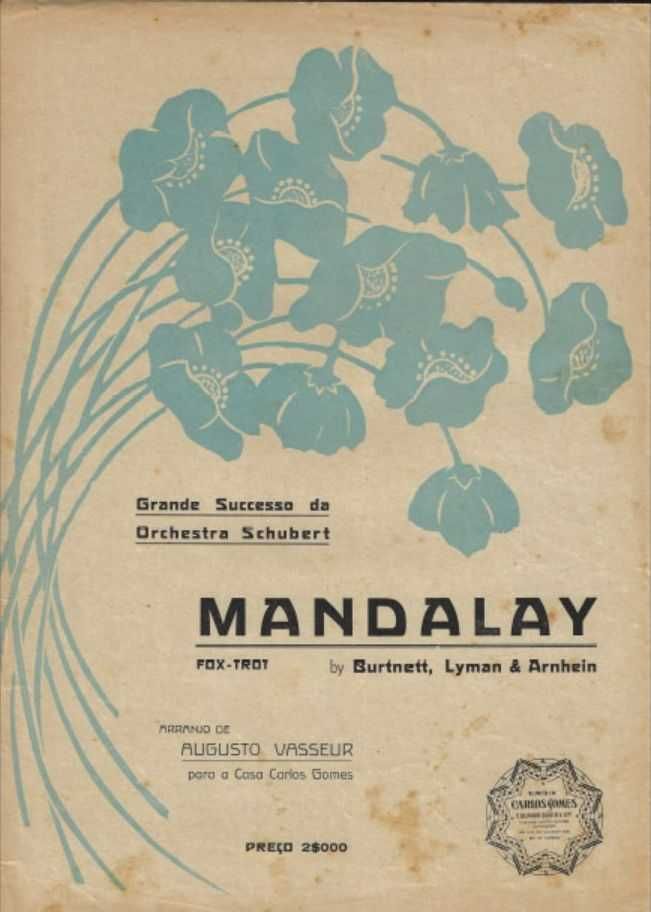 Grande Successo da
Orchestra Schubert
MANDALAY
FOX-TROT by Burtnett, Lyman & Arnhein
ARRANJO DE
AUGUSTO VASSEUR
para a Casa Carlos Gomes
CARLOS GOMES
PREÇO 2$000